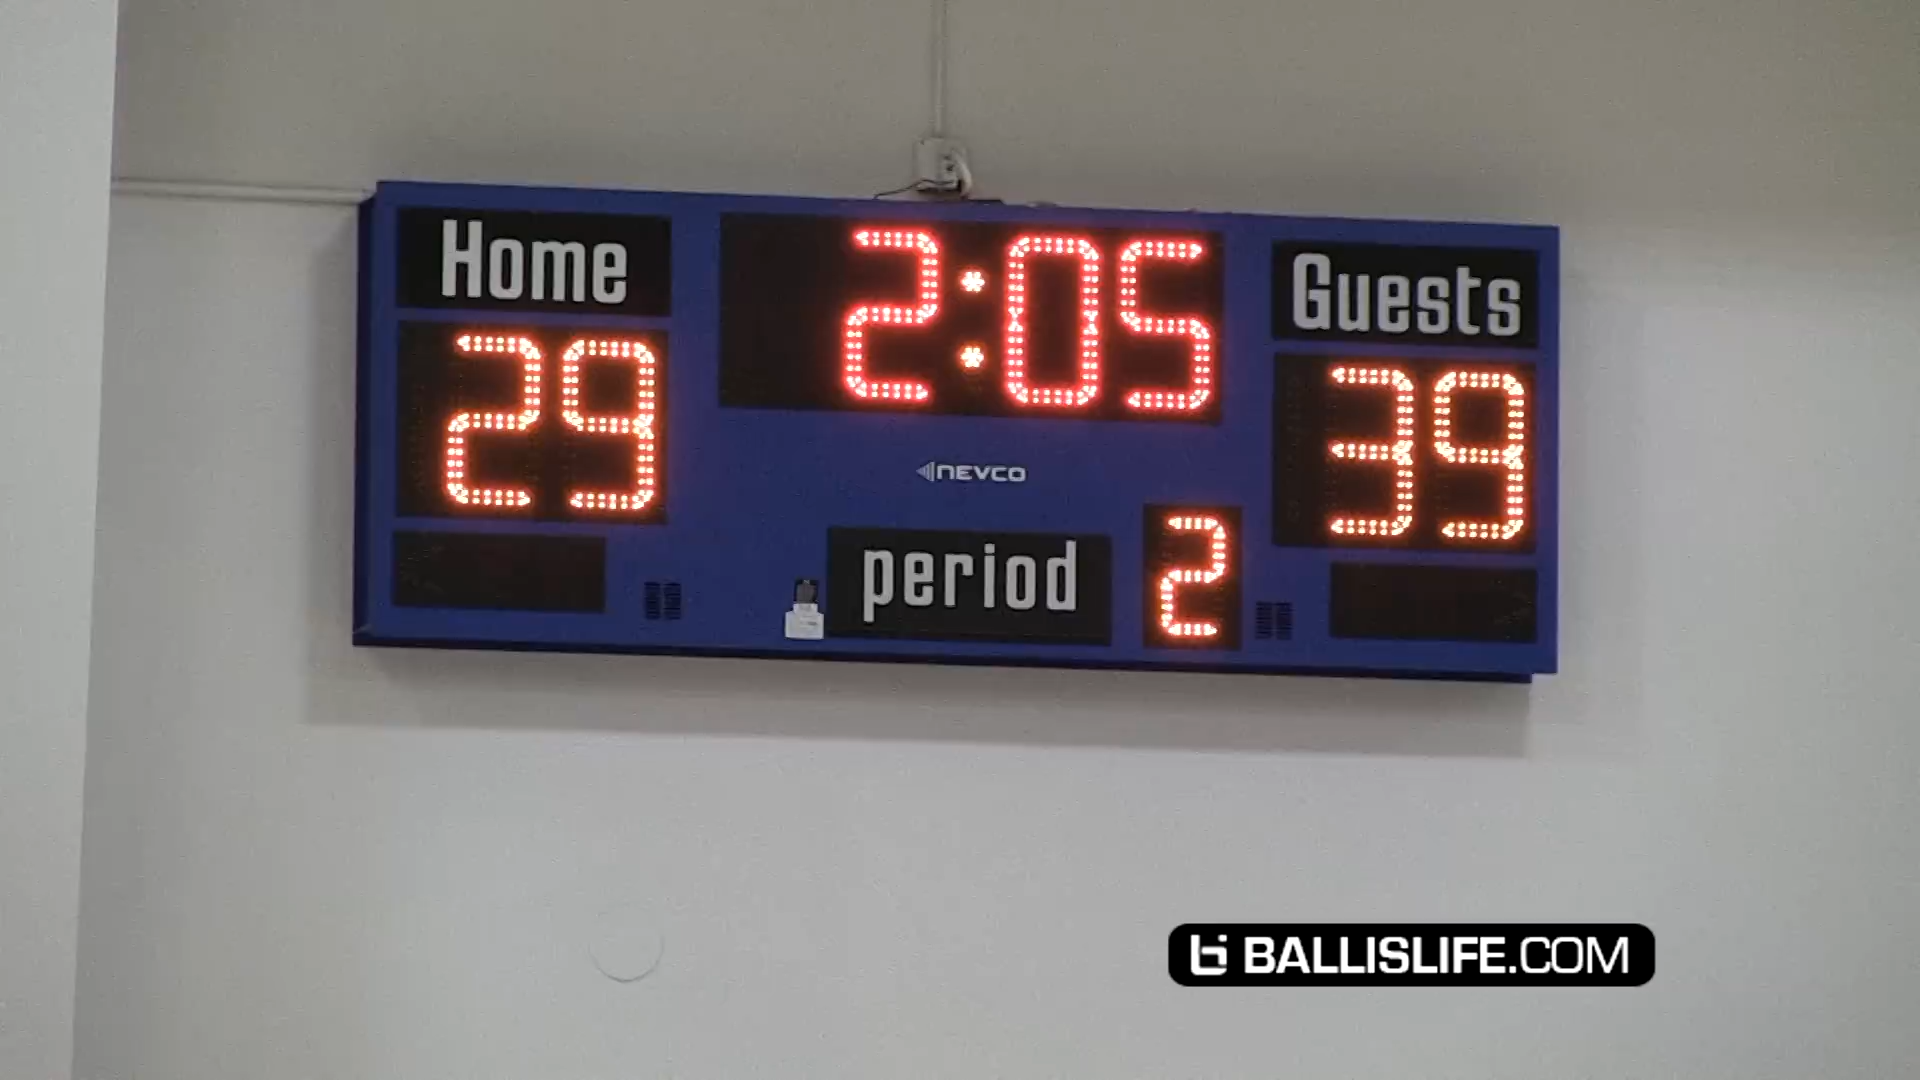 Home
2:05
Guests
29
39
NEVCO
period
2
BALLISLIFE.COM